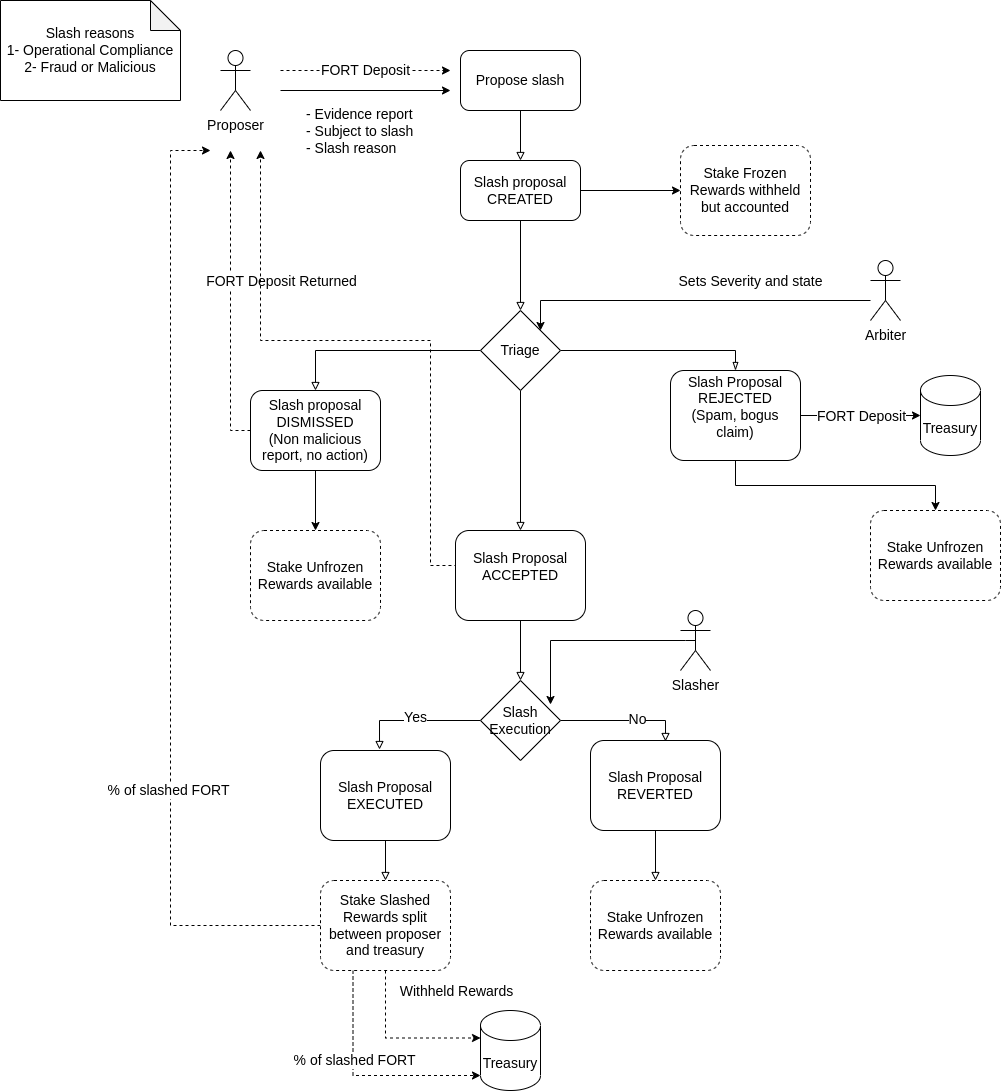 Slash reasons
1- Operational Compliance
2- Fraud or Malicious
Proposer
FORT Deposit
- Evidence report
- Subject to slash
- Slash reason
Propose slash
Slash proposal
CREATED
Stake Frozen
Rewards withheld
but accounted
FORT Deposit Returned
Sets Severity and state
Arbiter
Triage
Slash proposal
DISMISSED
(Non malicious
report, no action)
Slash Proposal
REJECTED
(Spam, bogus
claim)
FORT Deposit
Treasury
Stake Unfrozen
Rewards available
Slash Proposal
ACCEPTED
Stake Unfrozen
Rewards available
Slasher
Slash
Execution
Yes
No
Slash Proposal
EXECUTED
Slash Proposal
REVERTED
% of slashed FORT
Stake Slashed
Rewards split
between proposer
and treasury
Stake Unfrozen
Rewards available
Withheld Rewards
% of slashed FORT
Treasury